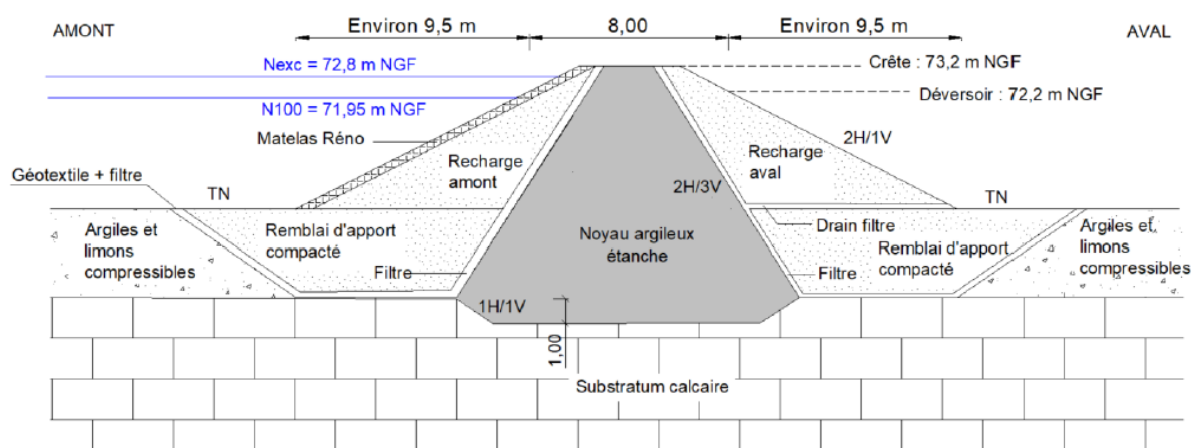 AMONT
Environ 9,5 m
8,00
Environ 9,5 m
AVAL
Nexc = 72,8 m NGF
Crête : 73,2 m NGF
N100 = 71,95 m NGF
Déversoir : 72,2 m NGF
Matelas Réno
2H/1V
Recharge
amont
Recharge
aval
Géotextile + filtre
TN
2H/3V
TN
Argiles et
limons
compressibles
Remblai d'apport
compacté
Filtre
Noyau argileux
étanche
Drain filtre
Remblai d'apport
compacté
Filtre
Argiles et
limons
compressibles
1H/1V
1,00
Substratum calcaire